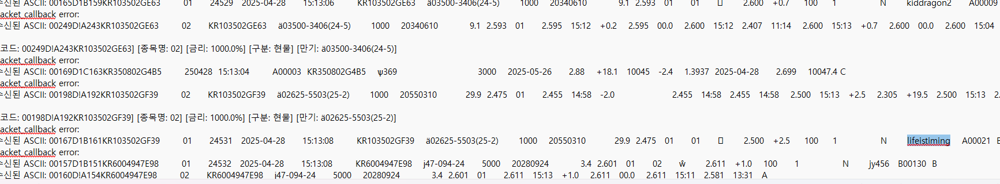 수신된 ASCII: 00165D1B159KR103502GE63 01 24529 2025-04-28 15:13:06 KR103502GE63 ä03500-3406(24-5) 1000 20340610 9.1 2.593 01 01 2.600 +0.7 100 1 N kiddragon2 A00009
acket_callback error:
수신된 ASCII: 00249D!A243KR103502GE63 02 KR103502GE63 ä03500-3406(24-5) 1000 20340610 9.1 2.593 01 2.595 15:12 +0.2 2.595 00.0 2.600 15:12 2.407 11:14 2.600 15:13 +0.7 2.600 00.0 2.600 15:04
코드: 00249D!A243KR103502GE63] [종목명: 02] [금리: 1000.0%] [구분: 현물] [만기: ä03500-3406(24-5)]
acket_callback error:
수신된 ASCII: 00169D1C163KR350802G4B5 250428 15:13:04 A00003 KR350802G4B5 ψ369 3000 2025-05-26 2.88 +18.1 10045 -2.4 1.3937 2025-04-28 2.699 10047.4 C
acket_callback error:
수신된 ASCII: 00198D!A192KR103502GF39 02 KR103502GF39 ä02625-5503(25-2) 1000 20550310 29.9 2.475 01 2.455 14:58 -2.0 2.455 14:58 2.455 14:58 2.500 15:13 +2.5 2.305 +19.5 2.500 15:13 2.
코드: 00198D!A192KR103502GF39] [종목명: 02] [금리: 1000.0%] [구분: 현물] [만기: ä02625-5503(25-2)]
acket_callback error:
수신된 ASCII: 00167D1B161KR103502GF39 01 24531 2025-04-28 15:13:08 KR103502GF39 ä02625-5503(25-2) 1000 20550310 29.9 2.475 01 01 2.500 +2.5 100 1 N lifeistiming A00021 E
acket_callback error:
수신된 ASCII: 00157D1B151KR6004947E98 01 24532 2025-04-28 15:13:08 KR6004947E98 ȷ47-094-24 5000 20280924 3.4 2.601 01 02 ŵ 2.611 +1.0 100 1 N jy456 B00130 B
수신된 ASCII: 00160D!A154KR6004947E98 02 KR6004947E98 ȷ47-094-24 5000 20280924 3.4 2.601 01 2.611 15:13 +1.0 2.611 00.0 2.611 15:11 2.581 13:31 A